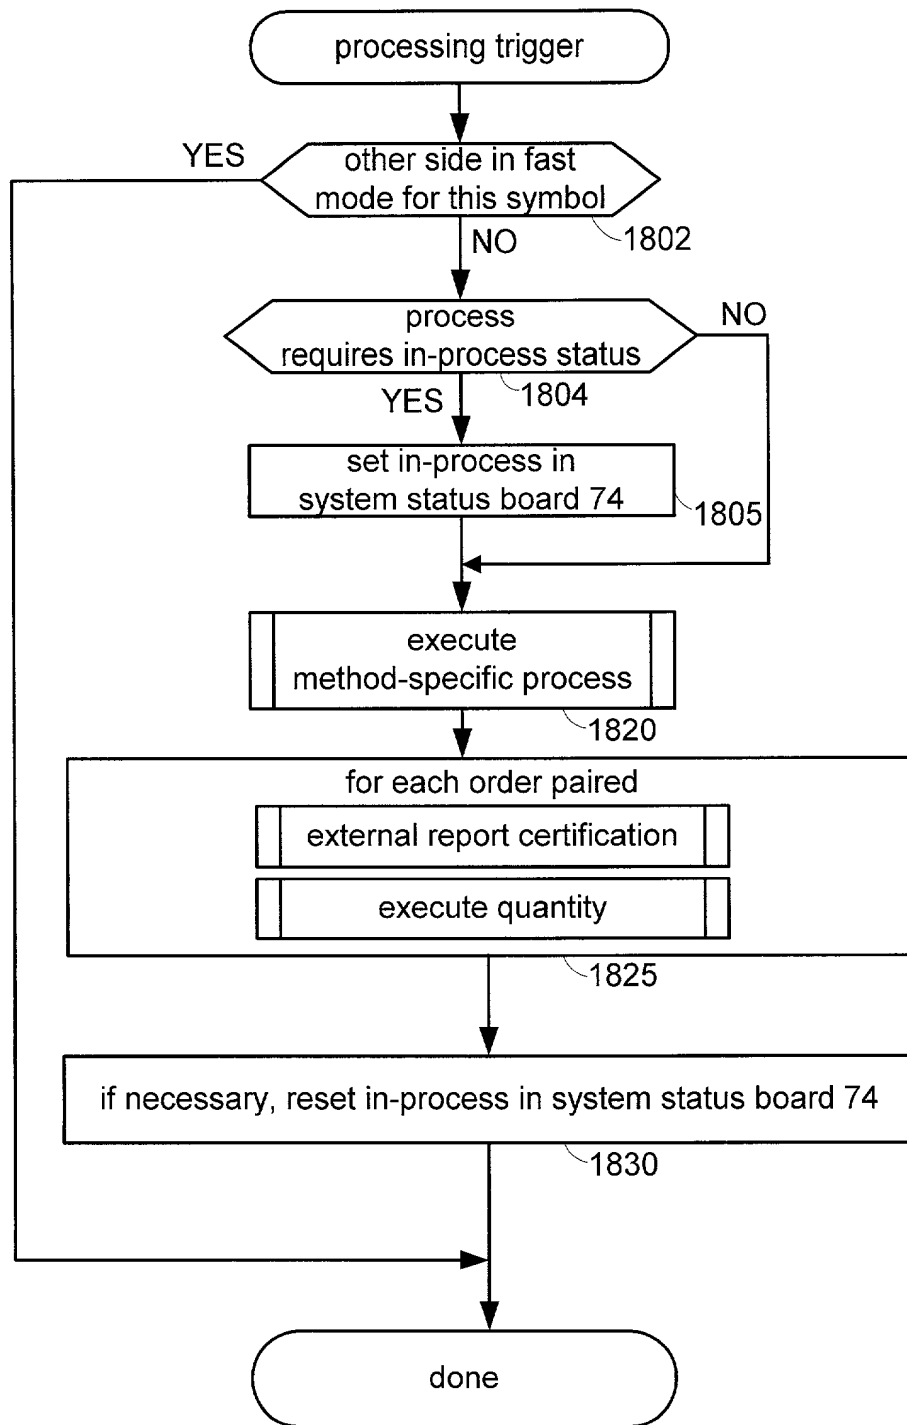 processing trigger
YES
other side in fast
mode for this symbol
1802
NO
process
requires in-process status
NO
1804
YES
set in-process in
system status board 74
1805
execute
method-specific process
1820
for each order paired
external report certification
execute quantity
1825
if necessary, reset in-process in system status board 74
1830
done